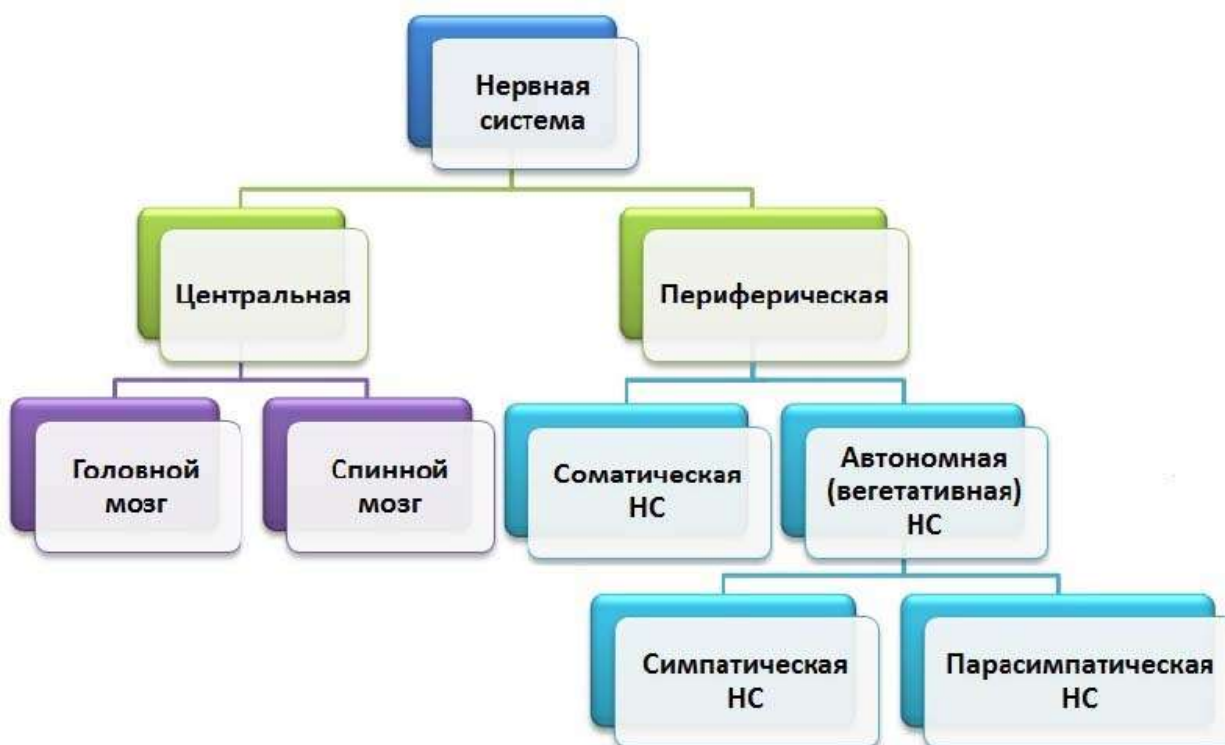 Нервная
система
Центральная
Периферическая
Головной
мозг
Спинной
мозг
Соматическая
НС
Автономная
(вегетативная)
НС
Симпатическая
НС
Парасимпатическая
НС